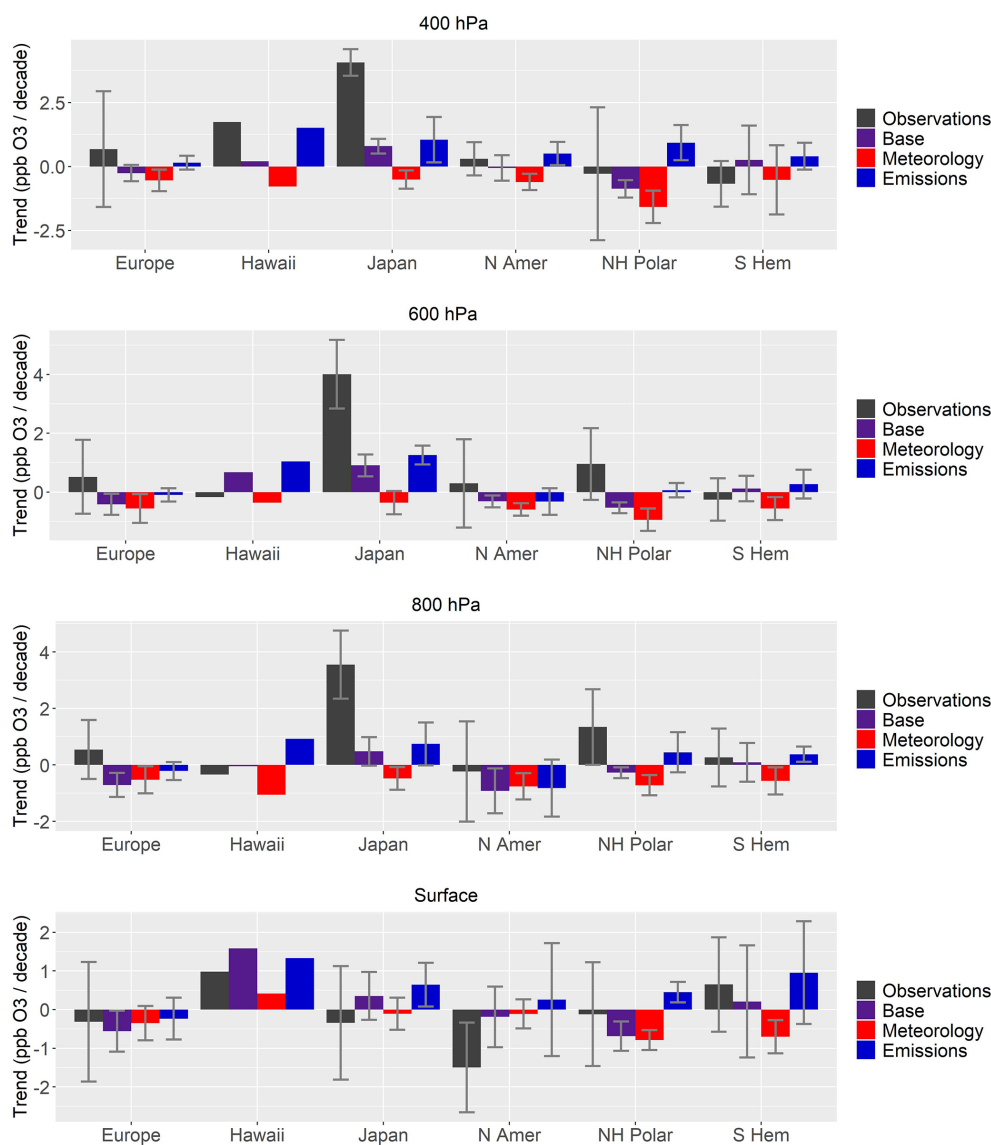 400 hPa
Trend (ppb O3 / decade)
2.5
0.0
-2.5
Europe Hawaii Japan N Amer NH Polar S Hem
Observations
Base
Meteorology
Emissions
600 hPa
Trend (ppb O3 / decade)
4
2
0
Europe Hawaii Japan N Amer NH Polar S Hem
Observations
Base
Meteorology
Emissions
800 hPa
Trend (ppb O3 / decade)
4
2
0
-2
Europe Hawaii Japan N Amer NH Polar S Hem
Observations
Base
Meteorology
Emissions
Surface
Trend (ppb O3 / decade)
2
1
0
-1
-2
Europe Hawaii Japan N Amer NH Polar S Hem
Observations
Base
Meteorology
Emissions